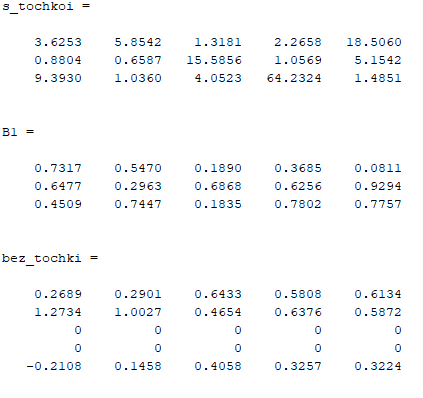 s_tochkoi =
3.6253 5.8542 1.3181 2.2658 18.5060
0.8804 0.6587 15.5856 1.0569 5.1542
9.3930 1.0360 4.0523 64.2324 1.4851
B1 =
0.7317 0.5470 0.1890 0.3685 0.0811
0.6477 0.2963 0.6868 0.6256 0.9294
0.4509 0.7447 0.1835 0.7802 0.7757
bez_tochki =
0.2689 0.2901 0.6433 0.5808 0.6134
1.2734 1.0027 0.4654 0.6376 0.5872
0 0 0 0 0
0 0 0 0 0
-0.2108 0.1458 0.4058 0.3257 0.3224